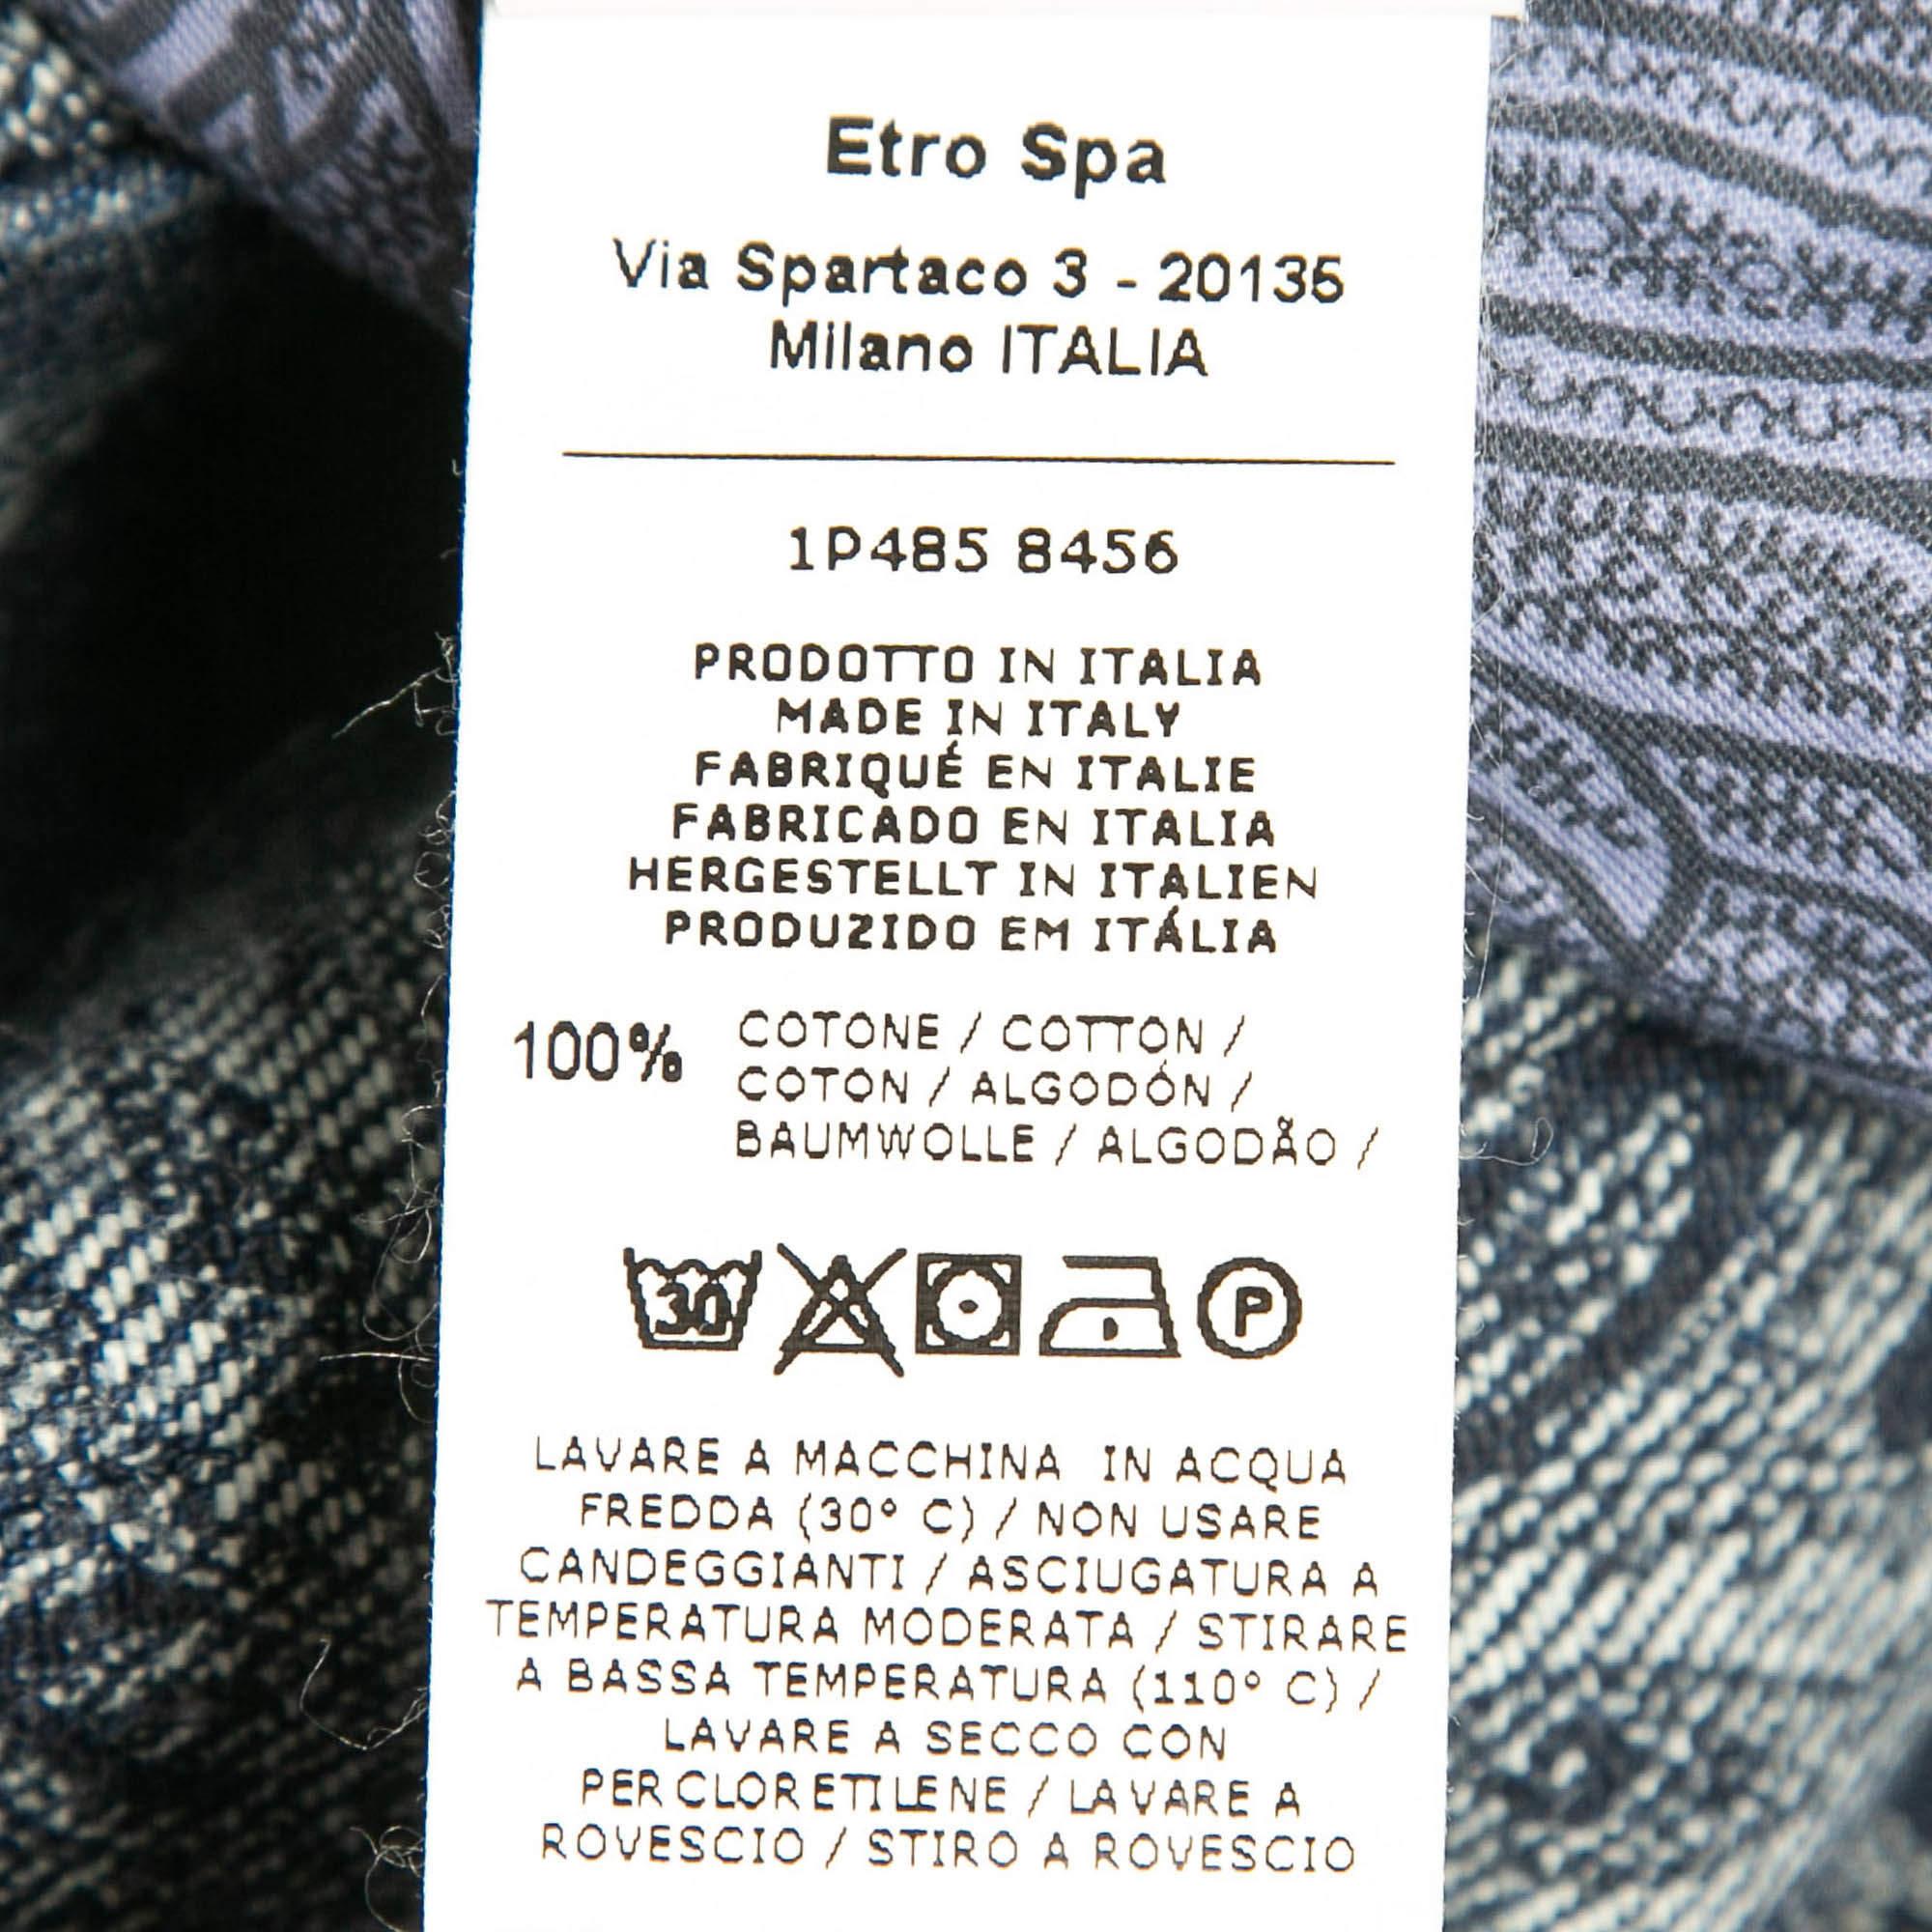 Etro Spa
Via Spartaco 3 - 20135
Milano ITALIA
1P485 8456
PRODOTTO IN ITALIA
MADE IN ITALY
FABRIQUÉ EN ITALIE
FABRICADO EN ITALIA
HERGESTELLT IN ITALIEN
PRODUZIDO EM ITÁLIA
100% COTONE / COTTON /
COTON / ALGODÓN /
BAUMWOLLE / ALGODÃO /
30 P
LAVARE A MACCHINA IN ACQUA
FREDDA (30° C) / NON USARE
CANDEGGIANTI / ASCIUGATURA A
TEMPERATURA MODERATA / STIRARE
A BASSA TEMPERATURA (110° C) /
LAVARE A SECCO CON
PERCLORETILENE / LAVARE A
ROVESCIO / STIRO A ROVESCIO